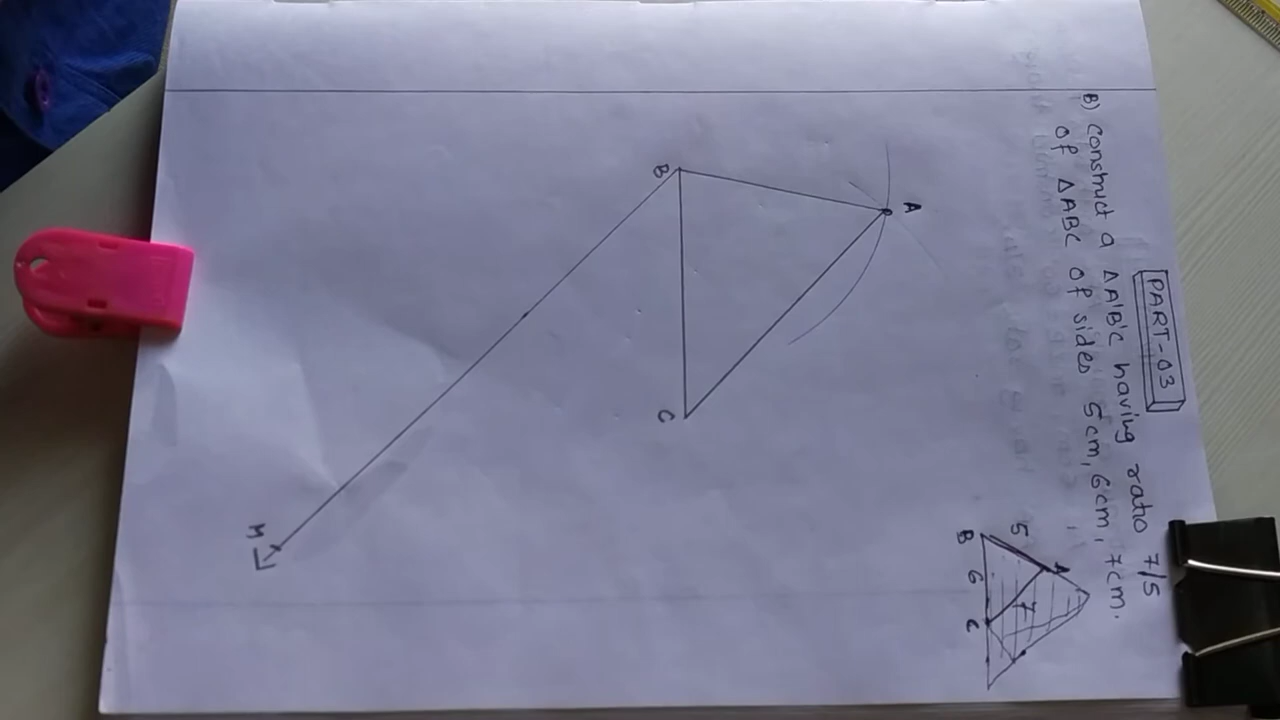 PART-03
B) construct a ΔA'B'C having ratio 7/5
of ΔABC of sides 5cm, 6cm, 7cm.
5
A
7
B
6
C
A
B
C
M